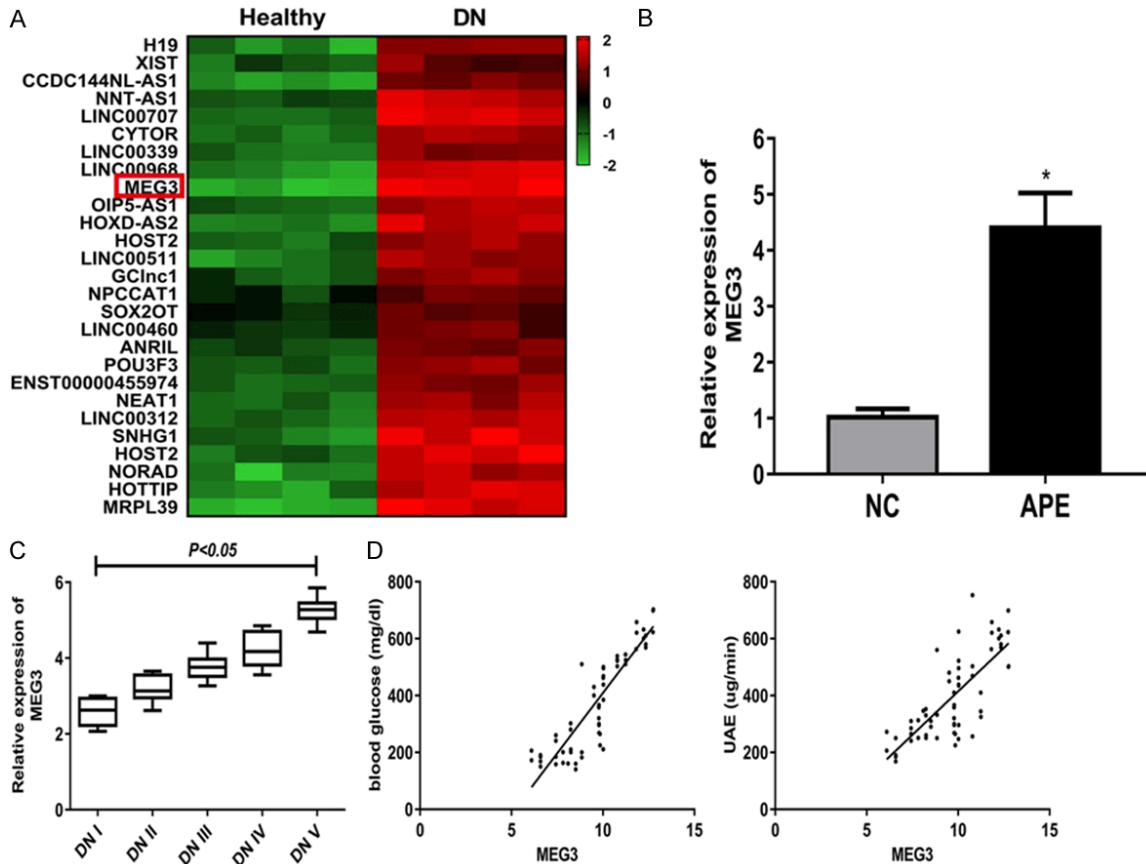 A
Healthy DN
H19
XIST
CCDC144NL-AS1
NNT-AS1
LINC00707
CYTOR
LINC00339
LINC00968
MEG3
OIP5-AS1
HOXD-AS2
HOST2
LINC00511
GClnc1
NPCCAT1
SOX2OT
LINC00460
ANRIL
POU3F3
ENST00000455974
NEAT1
LINC00312
SNHG1
HOST2
NORAD
HOTTIP
MRPL39
2
1
0
-1
-2
B
Relative expression of
MEG3
6
5
4
3
2
1
0
*
NC APE
C
P<0.05
Relative expression of
MEG3
6
4
2
0
DN I DN II DN III DN IV DN V
D
blood glucose (mg/dl)
800
600
400
200
0
0 5 10 15
MEG3
UAE (ug/min)
800
600
400
200
0
0 5 10 15
MEG3